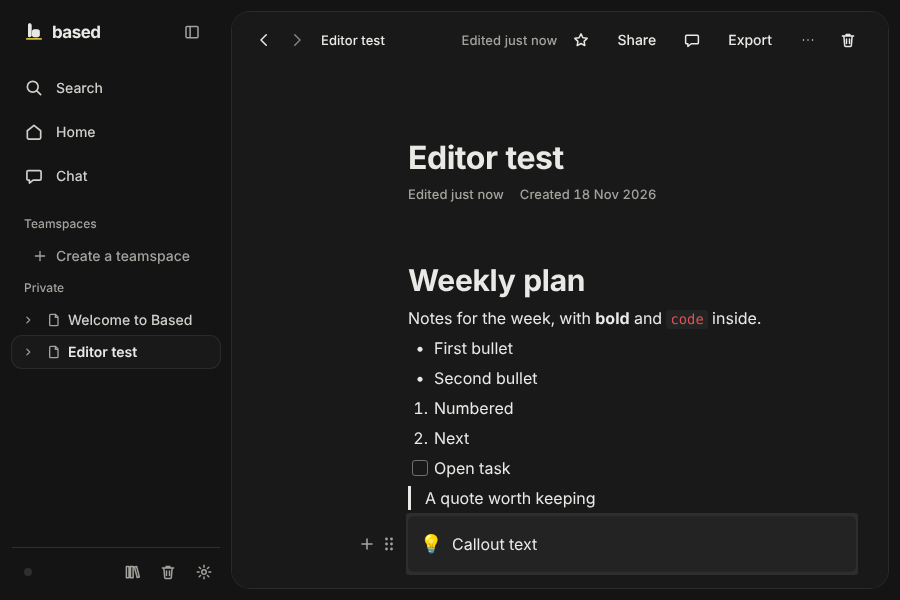 based
Search
Home
Chat
Teamspaces
Create a teamspace
Private
Welcome to Based
Editor test
Editor test
Edited just now
Share
Export
Editor test
Edited just now Created 18 Nov 2026
Weekly plan
Notes for the week, with bold and code inside.
• First bullet
• Second bullet
1. Numbered
2. Next
Open task
A quote worth keeping
Callout text